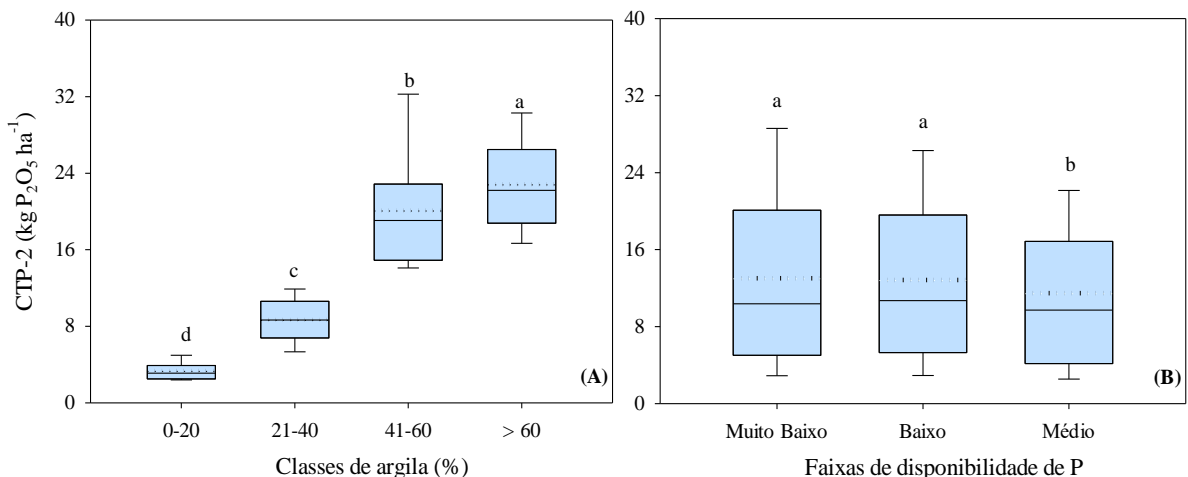 40
32
24
16
8
0
CTP-2 (kg P₂O₅ ha⁻¹)
d
c
b
a
(A)
0-20
21-40
41-60
> 60
Classes de argila (%)
40
32
24
16
8
0
a
a
b
(B)
Muito Baixo
Baixo
Médio
Faixas de disponibilidade de P